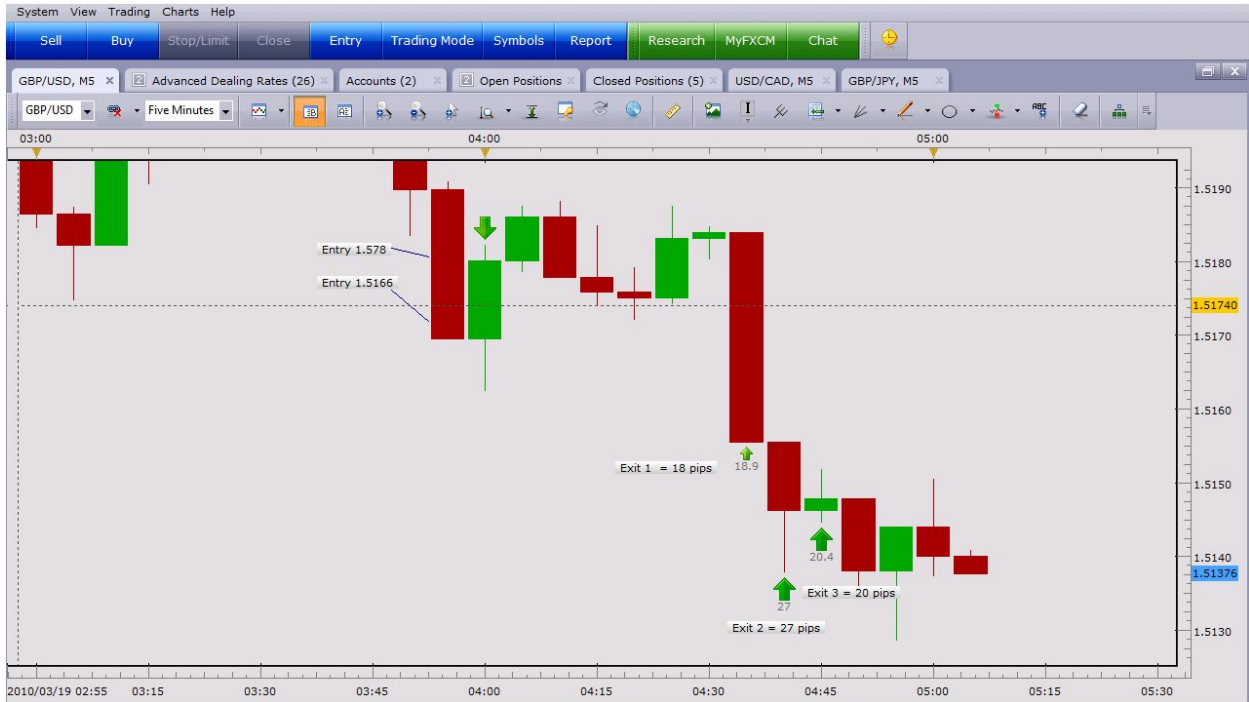 System View Trading Charts Help
Sell Buy Stop/Limit Close Entry Trading Mode Symbols Report Research MyFXCM Chat
GBP/USD, M5 × 2 Advanced Dealing Rates (26) × Accounts (2) × 2 Open Positions × Closed Positions (5) × USD/CAD, M5 × GBP/JPY, M5 ×
GBP/USD Five Minutes ABC
03:00 04:00 05:00
1.5190
Entry 1.578
1.5180
Entry 1.5166
1.51740
1.5170
1.5160
Exit 1 = 18 pips 18.9
1.5150
20.4
1.5140
1.51376
Exit 3 = 20 pips
27
Exit 2 = 27 pips
1.5130
2010/03/19 02:55 03:15 03:30 03:45 04:00 04:15 04:30 04:45 05:00 05:15 05:30